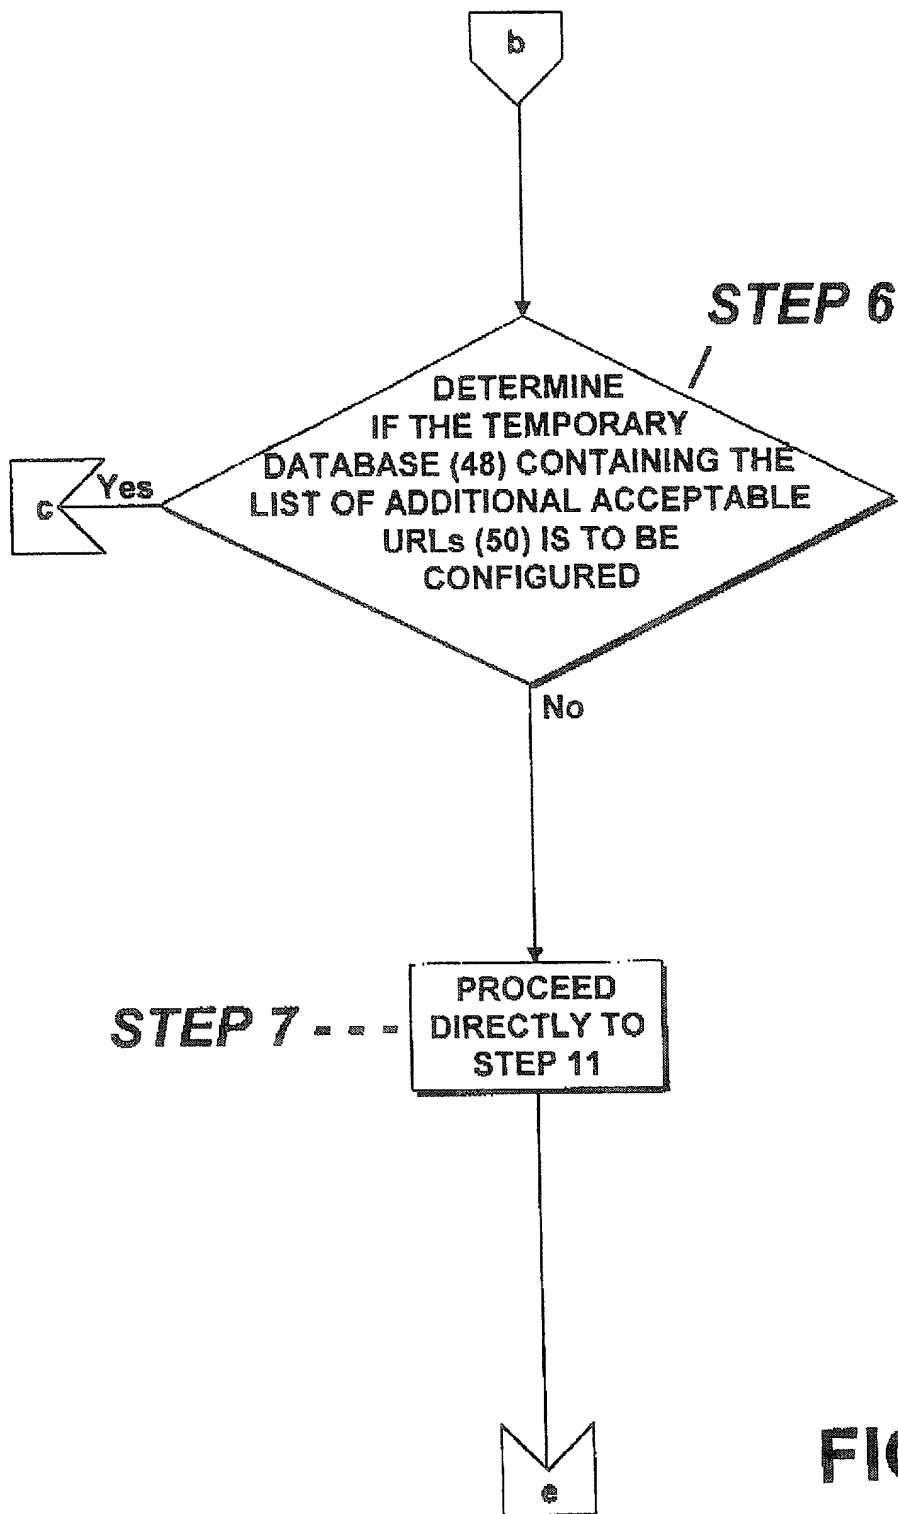 b
STEP 6
DETERMINE
IF THE TEMPORARY
DATABASE (48) CONTAINING THE
LIST OF ADDITIONAL ACCEPTABLE
URLs (50) IS TO BE
CONFIGURED
Yes
c
No
STEP 7
PROCEED
DIRECTLY TO
STEP 11
e